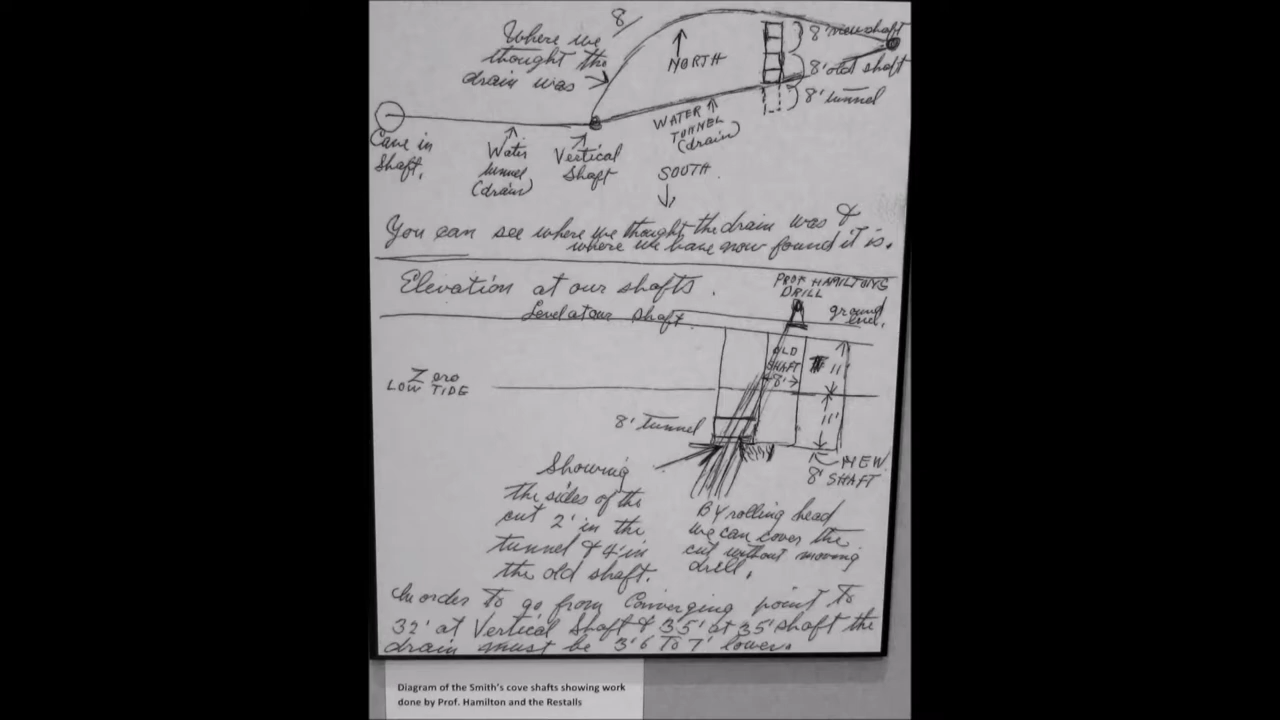 8/
Where we
thought the
drain was
NORTH
8' new shaft
8' old shaft
8' tunnel
WATER
TUNNEL
(drain)
Cave in
Shaft.
Water
tunnel
(drain)
Vertical
Shaft
SOUTH
You can see where we thought the drain was &
where we have now found it is.
Elevation at our shafts.
PROF HAMILTONS
DRILL
Level at our shaft.
ground
level.
OLD
SHAFT
8'
11'
Zero
LOW TIDE
11'
8' tunnel
NEW
8' SHAFT
Showing
the sides of the
cut 2' in the
tunnel & 4' in
the old shaft.
BY rolling head
we can cover the
cut without moving
drill.
In order to go from Converging point to
32' at Vertical Shaft & 35' at 35' shaft the
drain must be 3'6 To 7' lower.
Diagram of the Smith's cove shafts showing work
done by Prof. Hamilton and the Restalls